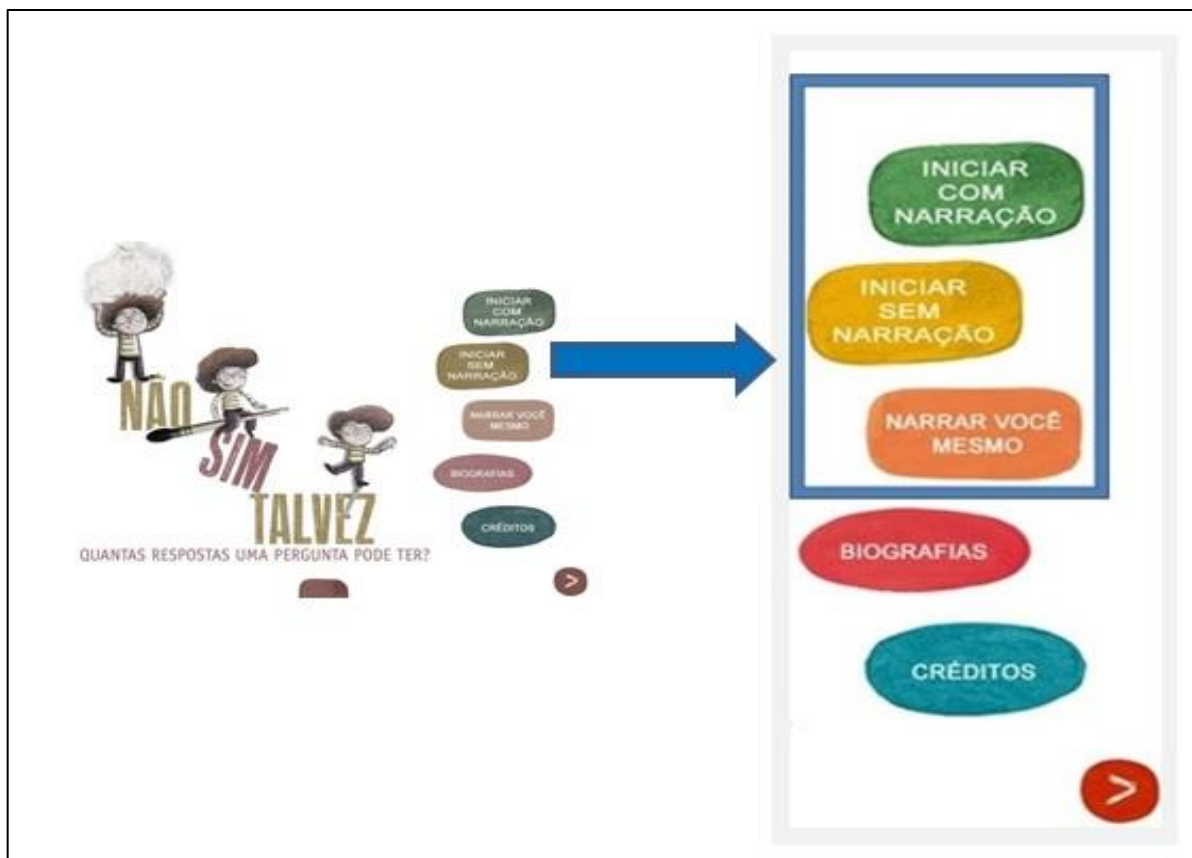 NÃO
SIM
TALVEZ
QUANTAS RESPOSTAS UMA PERGUNTA PODE TER?
INICIAR
COM
NARRAÇÃO
INICIAR
SEM
NARRAÇÃO
NARRAR VOCÊ
MESMO
BIOGRAFIAS
CRÉDITOS
>
INICIAR
COM
NARRAÇÃO
INICIAR
SEM
NARRAÇÃO
NARRAR VOCÊ
MESMO
BIOGRAFIAS
CRÉDITOS
>